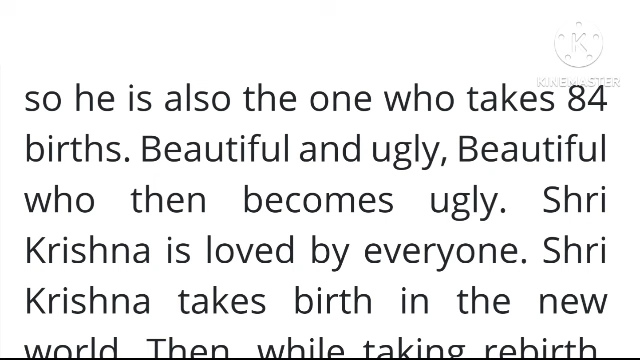 K
KINEMASTER
so he is also the one who takes 84
births. Beautiful and ugly, Beautiful
who then becomes ugly. Shri
Krishna is loved by everyone. Shri
Krishna takes birth in the new
world. Then, while taking rebirth,